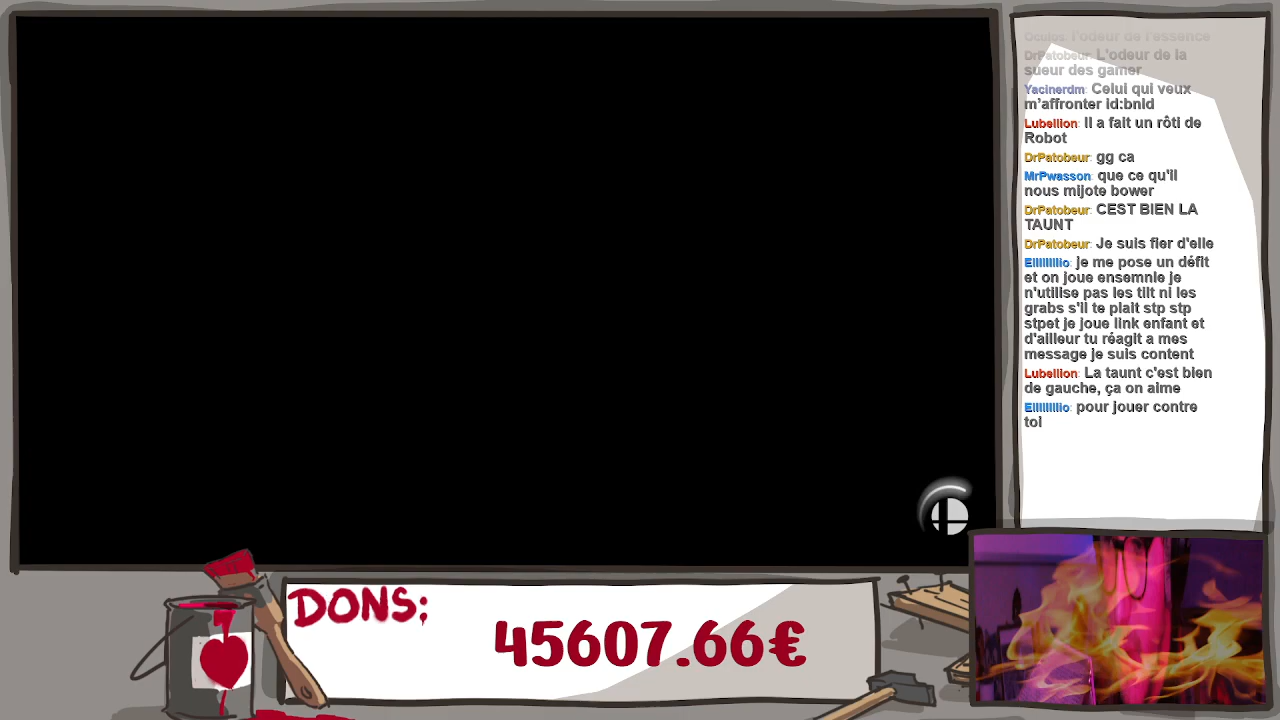 Oculos: l'odeur de l'essence
DrPatobeur: L'odeur de la
sueur des gamer
Yacinerdm: Celui qui veux
m'affronter id:bnid
Lubellion: Il a fait un rôti de
Robot
DrPatobeur: gg ca
MrPwasson: que ce qu'il
nous mijote bower
DrPatobeur: CEST BIEN LA
TAUNT
DrPatobeur: Je suis fier d'elle
Ellllllllio: je me pose un défit
et on joue ensemnle je
n'utilise pas les tilt ni les
grabs s'il te plait stp stp
stpet je joue link enfant et
d'ailleur tu réagit a mes
message je suis content
Lubellion: La taunt c'est bien
de gauche, ça on aime
Ellllllllio: pour jouer contre
toi
DONS:
45607.66€